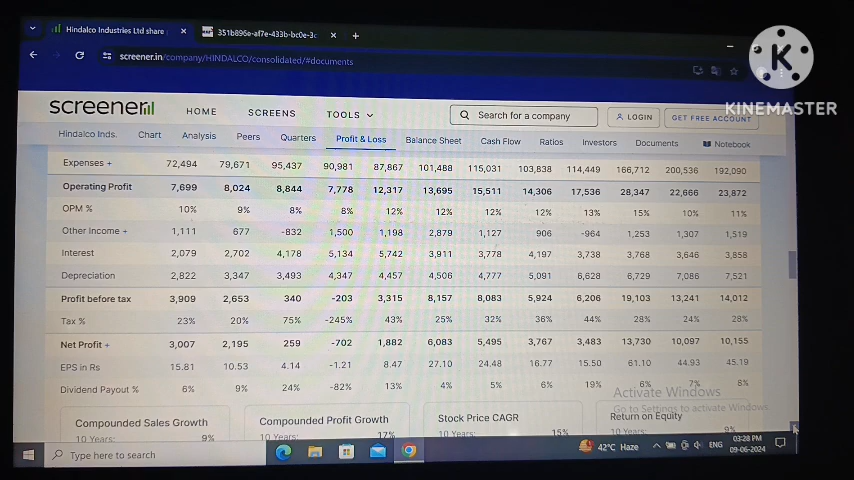 Hindalco Industries Ltd share
351b896e-af7e-433b-bc0e-3c
screener.in/company/HINDALCO/consolidated/#documents
K
KINEMASTER
screener
HOME
SCREENS
TOOLS
Search for a company
LOGIN
GET FREE ACCOUNT
Hindalco Inds. Chart Analysis Peers Quarters Profit & Loss Balance Sheet Cash Flow Ratios Investors Documents Notebook
Expenses + 72,494 79,671 95,437 90,981 87,867 101,488 115,031 103,838 114,449 166,712 200,536 192,090
Operating Profit 7,699 8,024 8,844 7,778 12,317 13,695 15,511 14,306 17,536 28,347 22,666 23,872
OPM % 10% 9% 8% 8% 12% 12% 12% 12% 13% 15% 10% 11%
Other Income + 1,111 677 -832 1,500 1,198 2,879 1,127 906 -964 1,253 1,307 1,519
Interest 2,079 2,702 4,178 5,134 5,742 3,911 3,778 4,197 3,738 3,768 3,646 3,858
Depreciation 2,822 3,347 3,493 4,347 4,457 4,506 4,777 5,091 6,628 6,729 7,086 7,521
Profit before tax 3,909 2,653 340 -203 3,315 8,157 8,083 5,924 6,206 19,103 13,241 14,012
Tax % 23% 20% 75% -245% 43% 25% 32% 36% 44% 28% 24% 28%
Net Profit + 3,007 2,195 259 -702 1,882 6,083 5,495 3,767 3,483 13,730 10,097 10,155
EPS in Rs 15.81 10.53 4.14 -1.21 8.47 27.10 24.48 16.77 15.50 61.10 44.93 45.19
Dividend Payout % 6% 9% 24% -82% 13% 4% 5% 6% 19% 6% 7% 8%
Activate Windows
Go to Settings to activate Windows
Compounded Sales Growth
10 Years: 9%
Compounded Profit Growth
10 Years: 17%
Stock Price CAGR
10 Years: 15%
Return on Equity
10 Years: 9%
Type here to search
42°C Haze
ENG
03:28 PM
09-06-2024